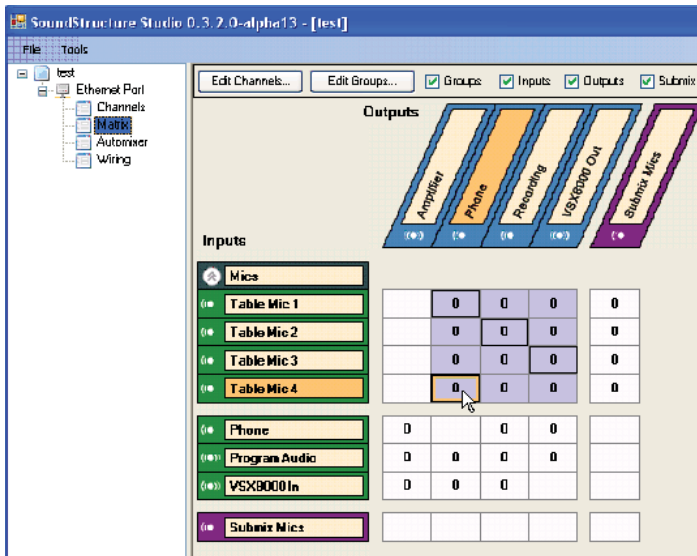 SoundStructure Studio 0.3.2.0-alpha13 - [test]
File Tools
test
Ethernet Port
Channels
Matrix
Automixer
Wiring
Edit Channels... Edit Groups... Groups Inputs Outputs Submix
Outputs
Amplifier
Phone
Recording
VSX8000 Out
Submix Mics
Inputs
Mics
Table Mic 1 0 0 0 0
Table Mic 2 0 0 0 0
Table Mic 3 0 0 0 0
Table Mic 4 0 0 0 0
Phone 0 0 0
Program Audio 0 0 0 0
VSX8000 In 0 0 0
Submix Mics